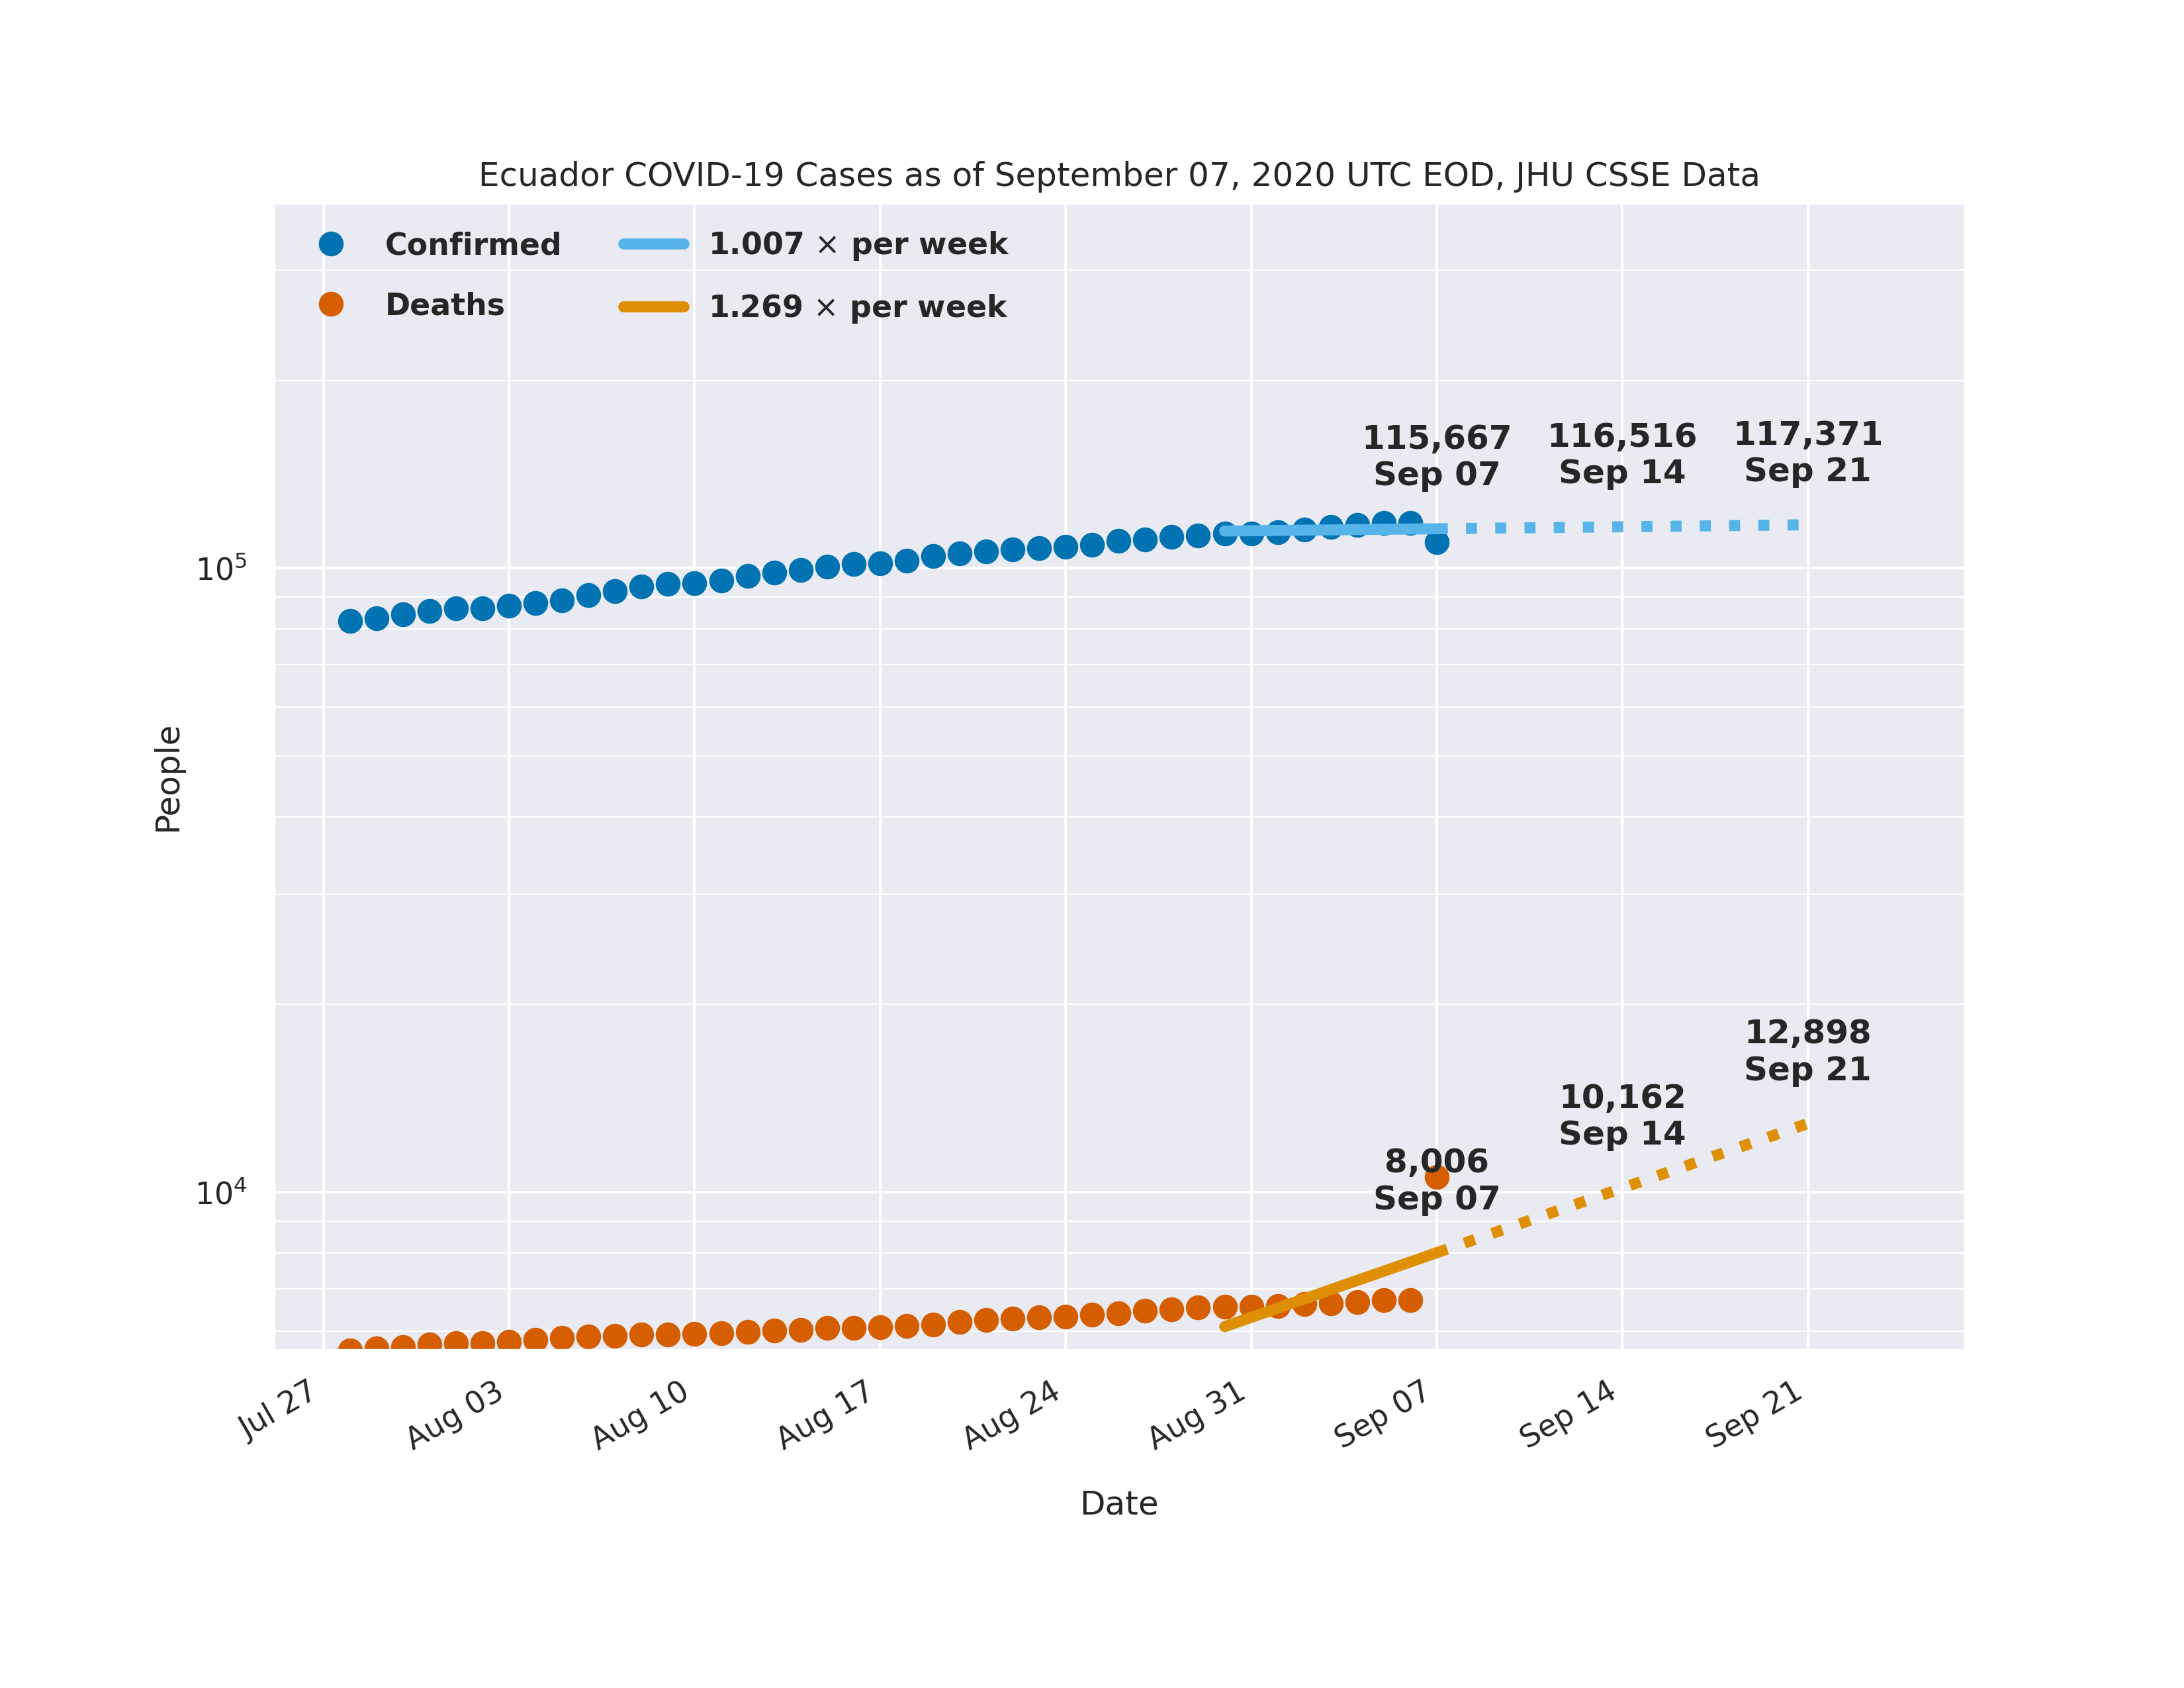 Ecuador COVID-19 Cases as of September 07, 2020 UTC EOD, JHU CSSE Data
Confirmed
Deaths
1.007 × per week
1.269 × per week
115,667
Sep 07
116,516
Sep 14
117,371
Sep 21
10⁵
People
12,898
Sep 21
10,162
Sep 14
8,006
Sep 07
10⁴
Jul 27
Aug 03
Aug 10
Aug 17
Aug 24
Aug 31
Sep 07
Sep 14
Sep 21
Date